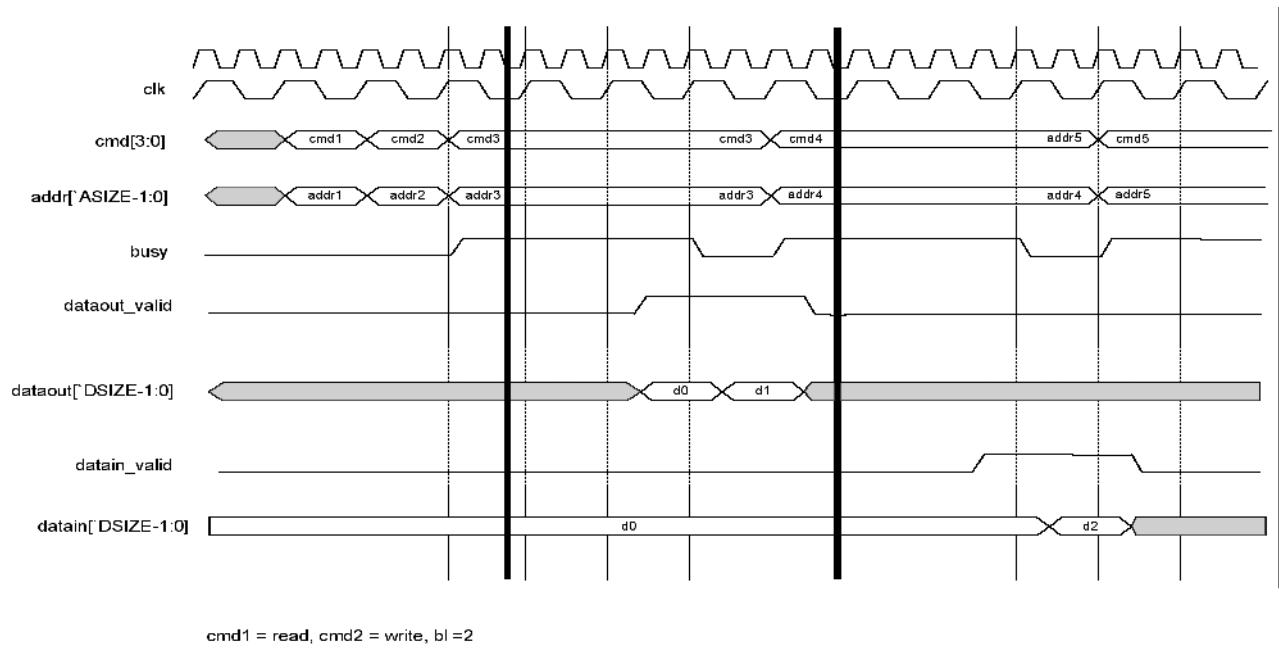 clk
cmd[3:0] cmd1 cmd2 cmd3 cmd3 cmd4 addr5 cmd5
addr[`ASIZE-1:0] addr1 addr2 addr3 addr3 addr4 addr4 addr5
busy
dataout_valid
dataout[`DSIZE-1:0] d0 d1
datain_valid
datain[`DSIZE-1:0] d0 d2
cmd1 = read, cmd2 = write, bl =2